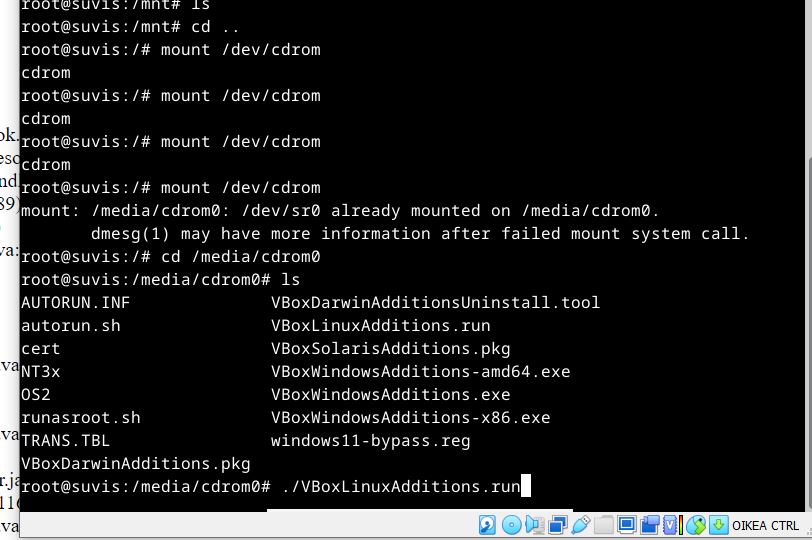 root@suvis:/mnt# ls
root@suvis:/mnt# cd ..
root@suvis:/# mount /dev/cdrom
cdrom
root@suvis:/# mount /dev/cdrom
cdrom
root@suvis:/# mount /dev/cdrom
cdrom
root@suvis:/# mount /dev/cdrom
mount: /media/cdrom0: /dev/sr0 already mounted on /media/cdrom0.
dmesg(1) may have more information after failed mount system call.
root@suvis:/# cd /media/cdrom0
root@suvis:/media/cdrom0# ls
AUTORUN.INF VBoxDarwinAdditionsUninstall.tool
autorun.sh VBoxLinuxAdditions.run
cert VBoxSolarisAdditions.pkg
NT3x VBoxWindowsAdditions-amd64.exe
OS2 VBoxWindowsAdditions.exe
runasroot.sh VBoxWindowsAdditions-x86.exe
TRANS.TBL windows11-bypass.reg
VBoxDarwinAdditions.pkg
root@suvis:/media/cdrom0# ./VBoxLinuxAdditions.run
OIKEA CTRL